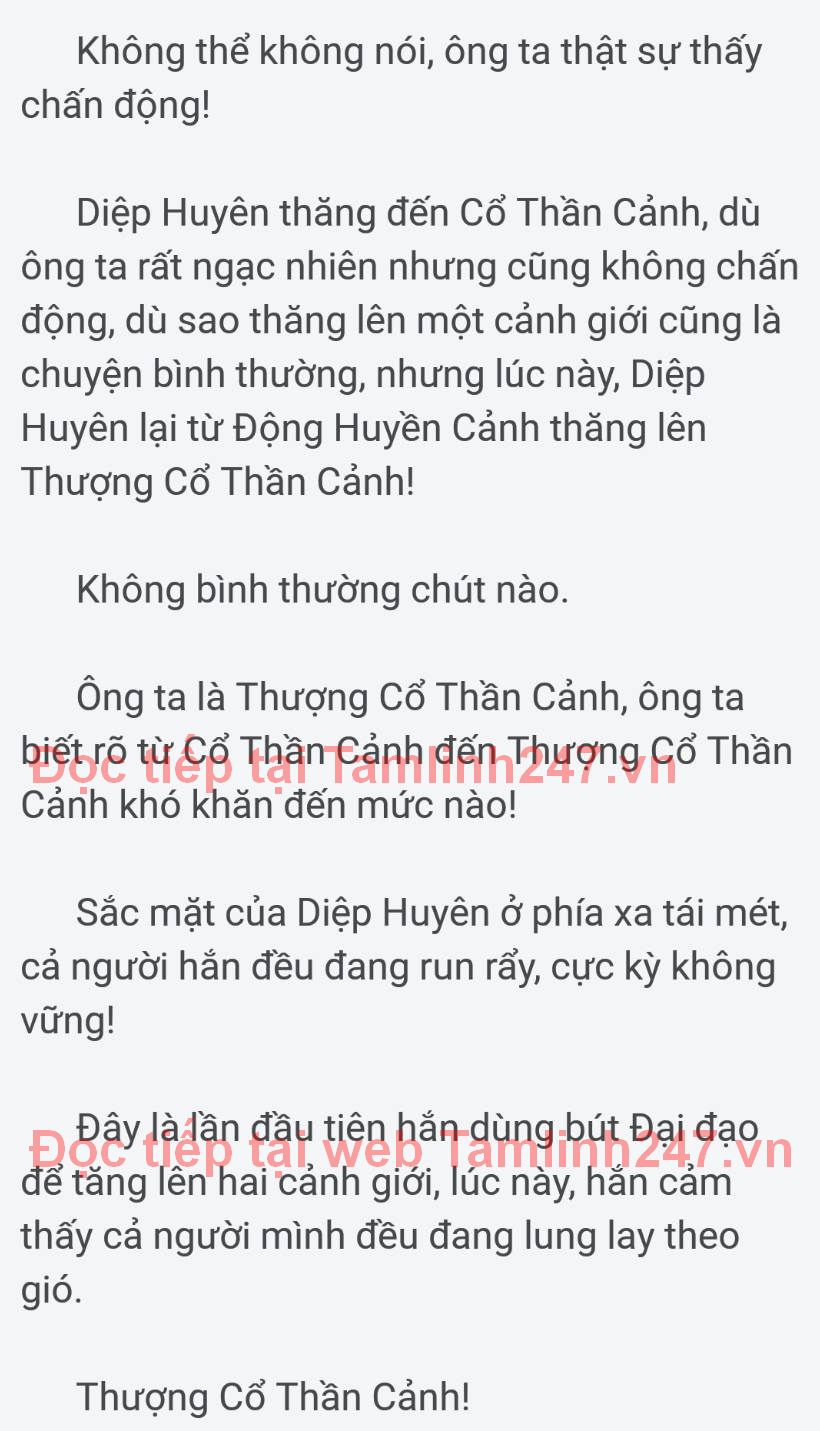 Không thể không nói, ông ta thật sự thấy
chấn động!
Diệp Huyên thăng đến Cổ Thần Cảnh, dù
ông ta rất ngạc nhiên nhưng cũng không chấn
động, dù sao thăng lên một cảnh giới cũng là
chuyện bình thường, nhưng lúc này, Diệp
Huyên lại từ Động Huyền Cảnh thăng lên
Thượng Cổ Thần Cảnh!
Không bình thường chút nào.
Ông ta là Thượng Cổ Thần Cảnh, ông ta
biết rõ từ Cổ Thần Cảnh đến Thượng Cổ Thần
Đọc tiếp tại Tamlinh247.vn
Cảnh khó khăn đến mức nào!
Sắc mặt của Diệp Huyên ở phía xa tái mét,
cả người hắn đều đang run rẩy, cực kỳ không
vững!
Đây là lần đầu tiên hắn dùng bút Đại đạo
Đọc tiếp tại web Tamlinh247.vn
để tăng lên hai cảnh giới, lúc này, hắn cảm
thấy cả người mình đều đang lung lay theo
gió.
Thượng Cổ Thần Cảnh!